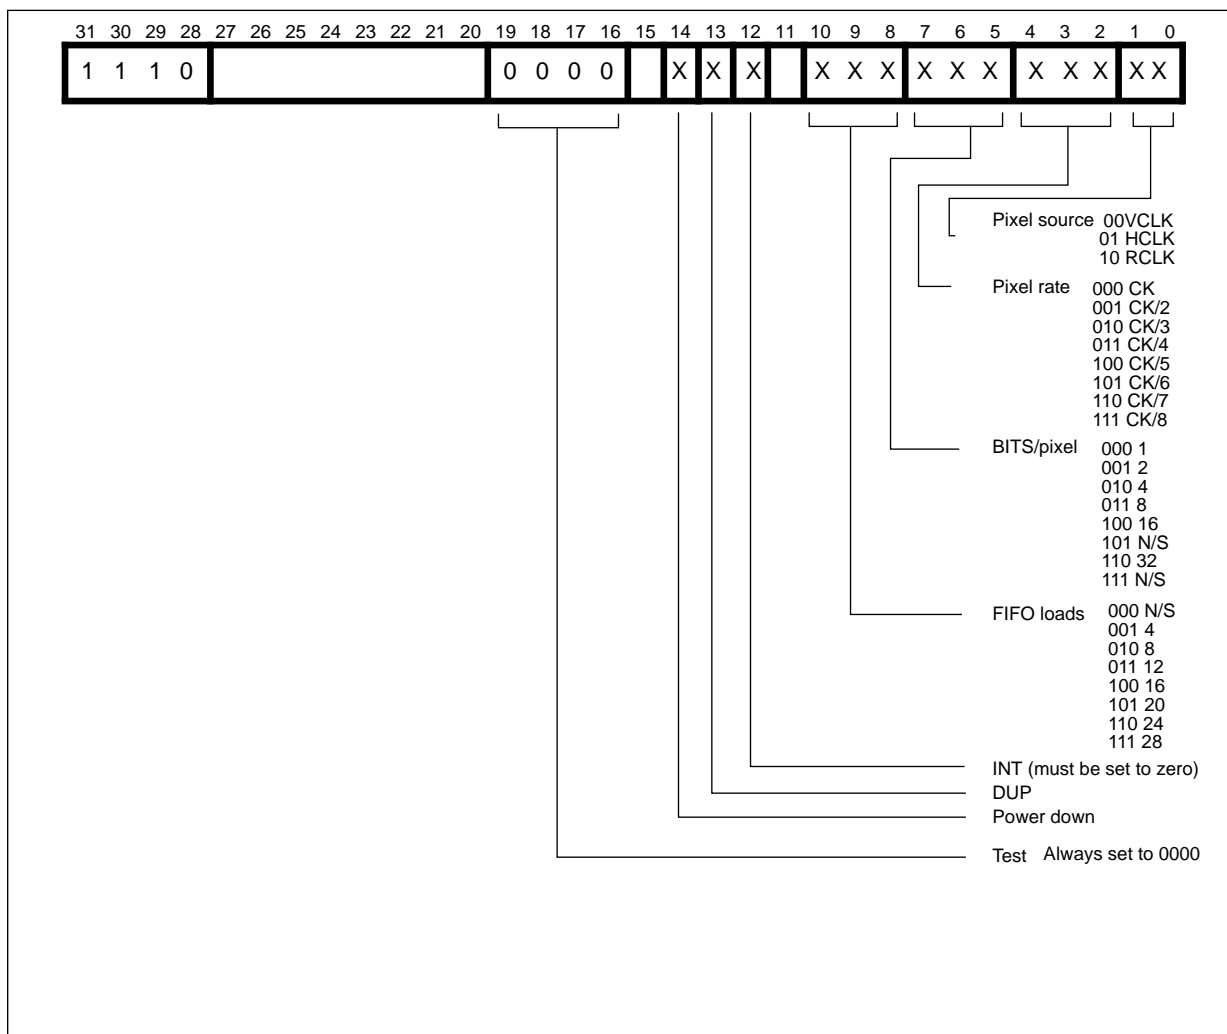 31 30 29 28 27 26 25 24 23 22 21 20 19 18 17 16 15 14 13 12 11 10 9 8 7 6 5 4 3 2 1 0
1 1 1 0 0 0 0 0 X X X X X X X X X X X X X X
Pixel source 00VCLK
01 HCLK
10 RCLK
Pixel rate 000 CK
001 CK/2
010 CK/3
011 CK/4
100 CK/5
101 CK/6
110 CK/7
111 CK/8
BITS/pixel 000 1
001 2
010 4
011 8
100 16
101 N/S
110 32
111 N/S
FIFO loads 000 N/S
001 4
010 8
011 12
100 16
101 20
110 24
111 28
INT (must be set to zero)
DUP
Power down
Test Always set to 0000